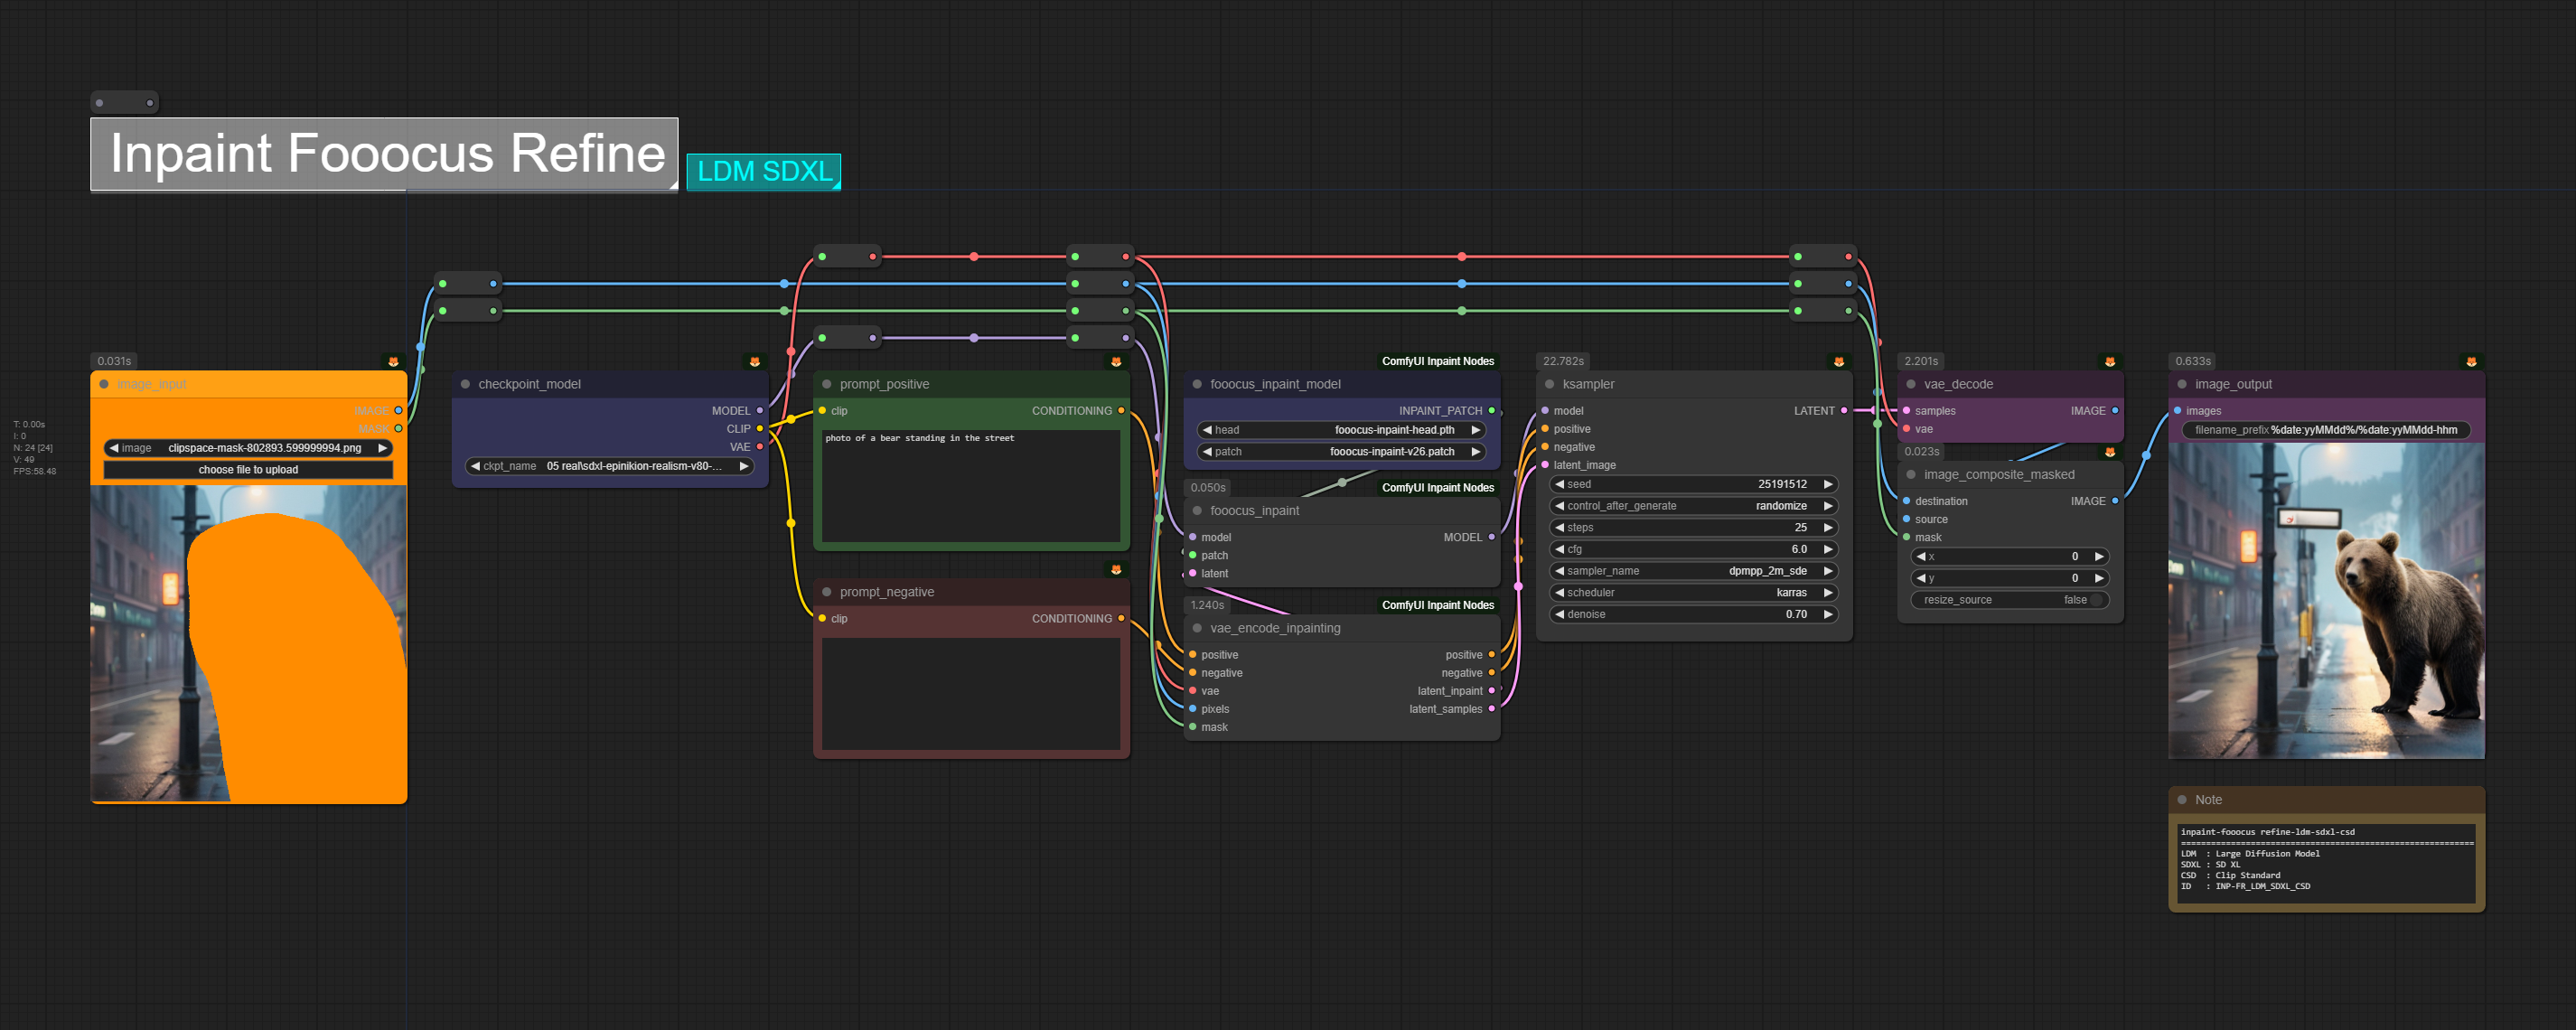 Inpaint Fooocus Refine
LDM SDXL
T: 0.00s
I: 0
N: 24 [24]
V: 49
FPS:58.48
0.031s
image_input
IMAGE
MASK
image clipspace-mask-802893.599999994.png
choose file to upload
checkpoint_model
MODEL
CLIP
VAE
ckpt_name 05 real\sdxl-epinikion-realism-v80-...
prompt_positive
clip CONDITIONING
photo of a bear standing in the street
prompt_negative
clip CONDITIONING
ComfyUI Inpaint Nodes
fooocus_inpaint_model
INPAINT_PATCH
head fooocus-inpaint-head.pth
patch fooocus-inpaint-v26.patch
0.050s ComfyUI Inpaint Nodes
fooocus_inpaint
model MODEL
patch
latent
1.240s ComfyUI Inpaint Nodes
vae_encode_inpainting
positive positive
negative negative
vae latent_inpaint
pixels latent_samples
mask
22.782s
ksampler
model LATENT
positive
negative
latent_image
seed 25191512
control_after_generate randomize
steps 25
cfg 6.0
sampler_name dpmpp_2m_sde
scheduler karras
denoise 0.70
2.201s
vae_decode
samples IMAGE
vae
0.023s
image_composite_masked
destination IMAGE
source
mask
x 0
y 0
resize_source false
0.633s
image_output
images
filename_prefix %date:yyMMdd%/%date:yyMMdd-hhm
Note
inpaint-fooocus refine-ldm-sdxl-csd
==========================================================
LDM : Large Diffusion Model
SDXL : SD XL
CSD : Clip Standard
ID : INP-FR_LDM_SDXL_CSD